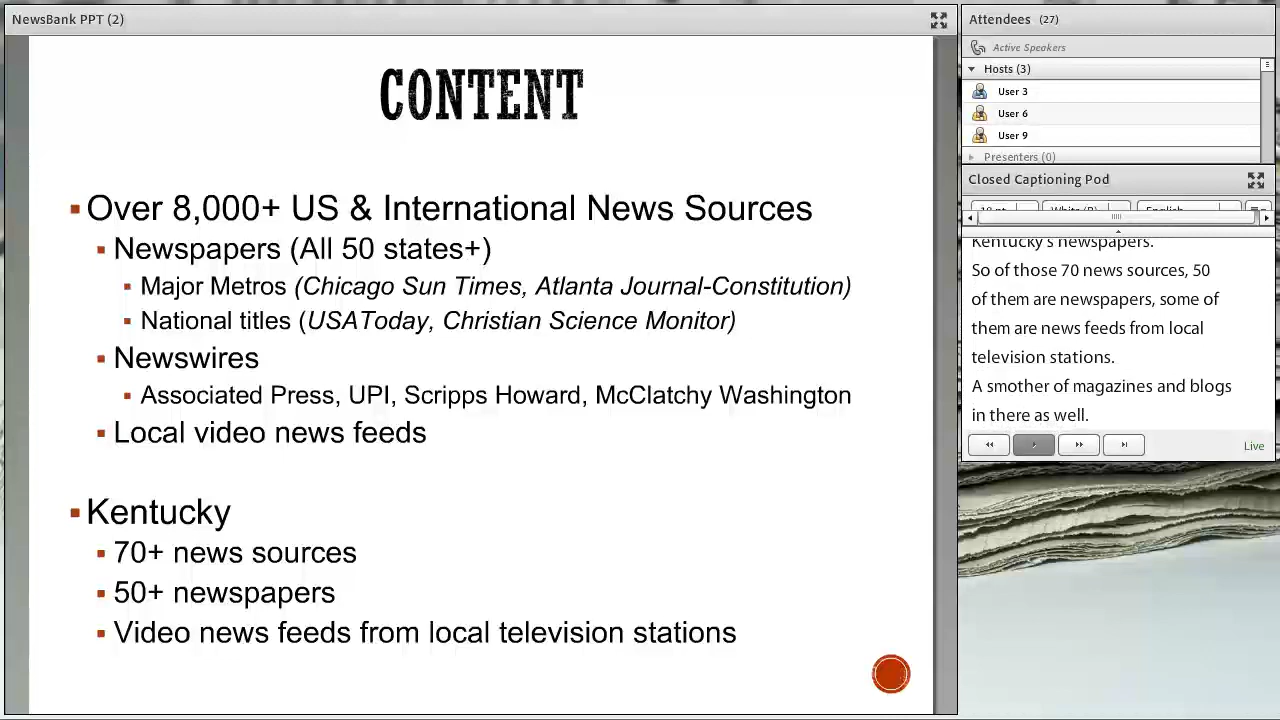 NewsBank PPT (2)
CONTENT
Over 8,000+ US & International News Sources
Newspapers (All 50 states+)
Major Metros (Chicago Sun Times, Atlanta Journal-Constitution)
National titles (USAToday, Christian Science Monitor)
Newswires
Associated Press, UPI, Scripps Howard, McClatchy Washington
Local video news feeds
Kentucky
70+ news sources
50+ newspapers
Video news feeds from local television stations
Attendees (27)
Active Speakers
Hosts (3)
User 3
User 6
User 9
Presenters (0)
Closed Captioning Pod
English
Kentucky's newspapers.
So of those 70 news sources, 50
of them are newspapers, some of
them are news feeds from local
television stations.
A smother of magazines and blogs
in there as well.
Live